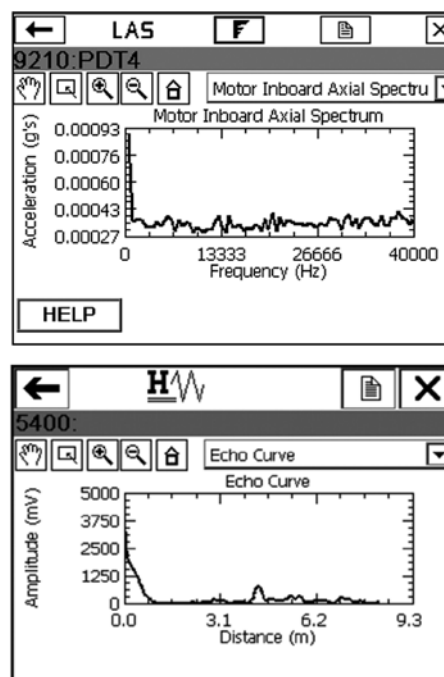 LAS
9210:PDT4
Motor Inboard Axial Spectru
Motor Inboard Axial Spectrum
Acceleration (g's)
0.00093
0.00076
0.00060
0.00043
0.00027
0 13333 26666 40000
Frequency (Hz)
HELP
H
5400:
Echo Curve
Echo Curve
Amplitude (mV)
5000
3750
2500
1250
0
0.0 3.1 6.2 9.3
Distance (m)